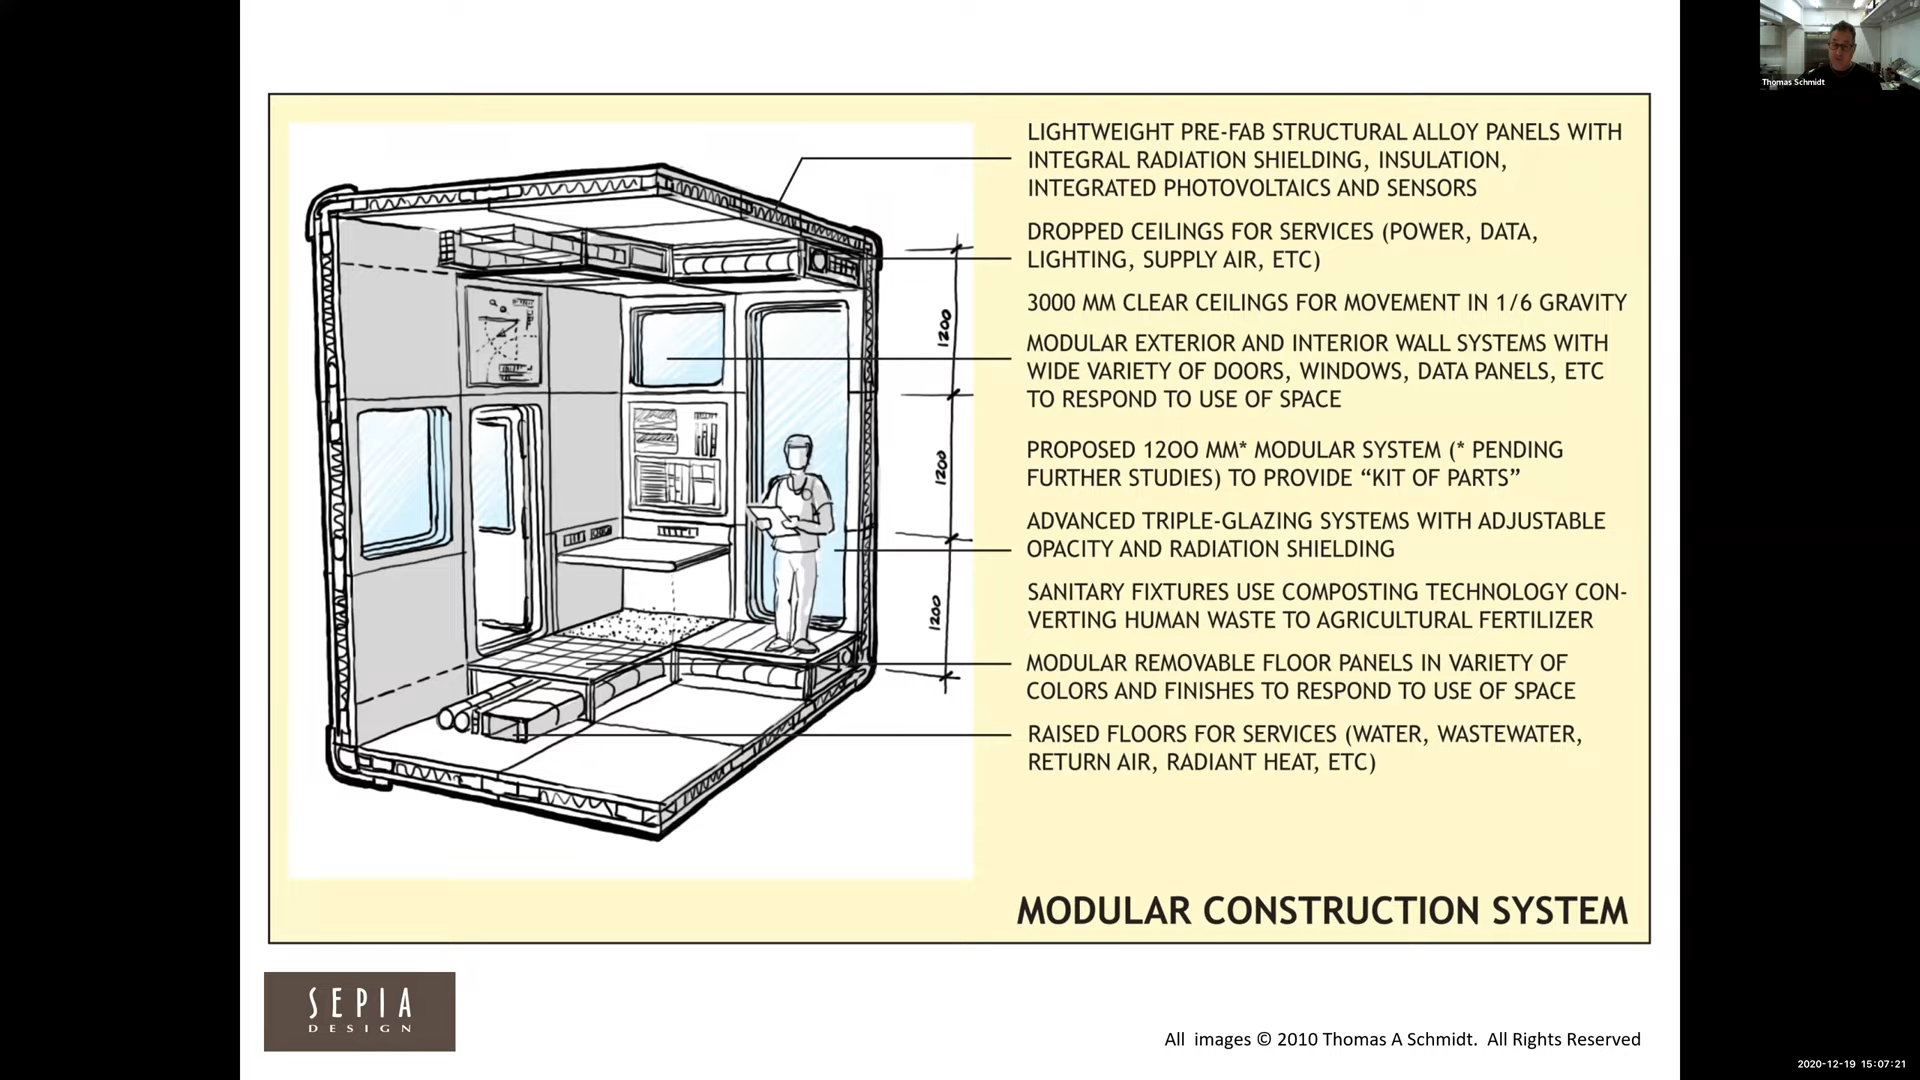 Thomas Schmidt
LIGHTWEIGHT PRE-FAB STRUCTURAL ALLOY PANELS WITH
INTEGRAL RADIATION SHIELDING, INSULATION,
INTEGRATED PHOTOVOLTAICS AND SENSORS
DROPPED CEILINGS FOR SERVICES (POWER, DATA,
LIGHTING, SUPPLY AIR, ETC)
3000 MM CLEAR CEILINGS FOR MOVEMENT IN 1/6 GRAVITY
MODULAR EXTERIOR AND INTERIOR WALL SYSTEMS WITH
WIDE VARIETY OF DOORS, WINDOWS, DATA PANELS, ETC
TO RESPOND TO USE OF SPACE
PROPOSED 1200 MM* MODULAR SYSTEM (* PENDING
FURTHER STUDIES) TO PROVIDE “KIT OF PARTS”
ADVANCED TRIPLE-GLAZING SYSTEMS WITH ADJUSTABLE
OPACITY AND RADIATION SHIELDING
SANITARY FIXTURES USE COMPOSTING TECHNOLOGY CON-
VERTING HUMAN WASTE TO AGRICULTURAL FERTILIZER
MODULAR REMOVABLE FLOOR PANELS IN VARIETY OF
COLORS AND FINISHES TO RESPOND TO USE OF SPACE
RAISED FLOORS FOR SERVICES (WATER, WASTEWATER,
RETURN AIR, RADIANT HEAT, ETC)
1200
1200
1200
MODULAR CONSTRUCTION SYSTEM
SEPIA
DESIGN
All images © 2010 Thomas A Schmidt. All Rights Reserved
2020-12-19 15:07:21